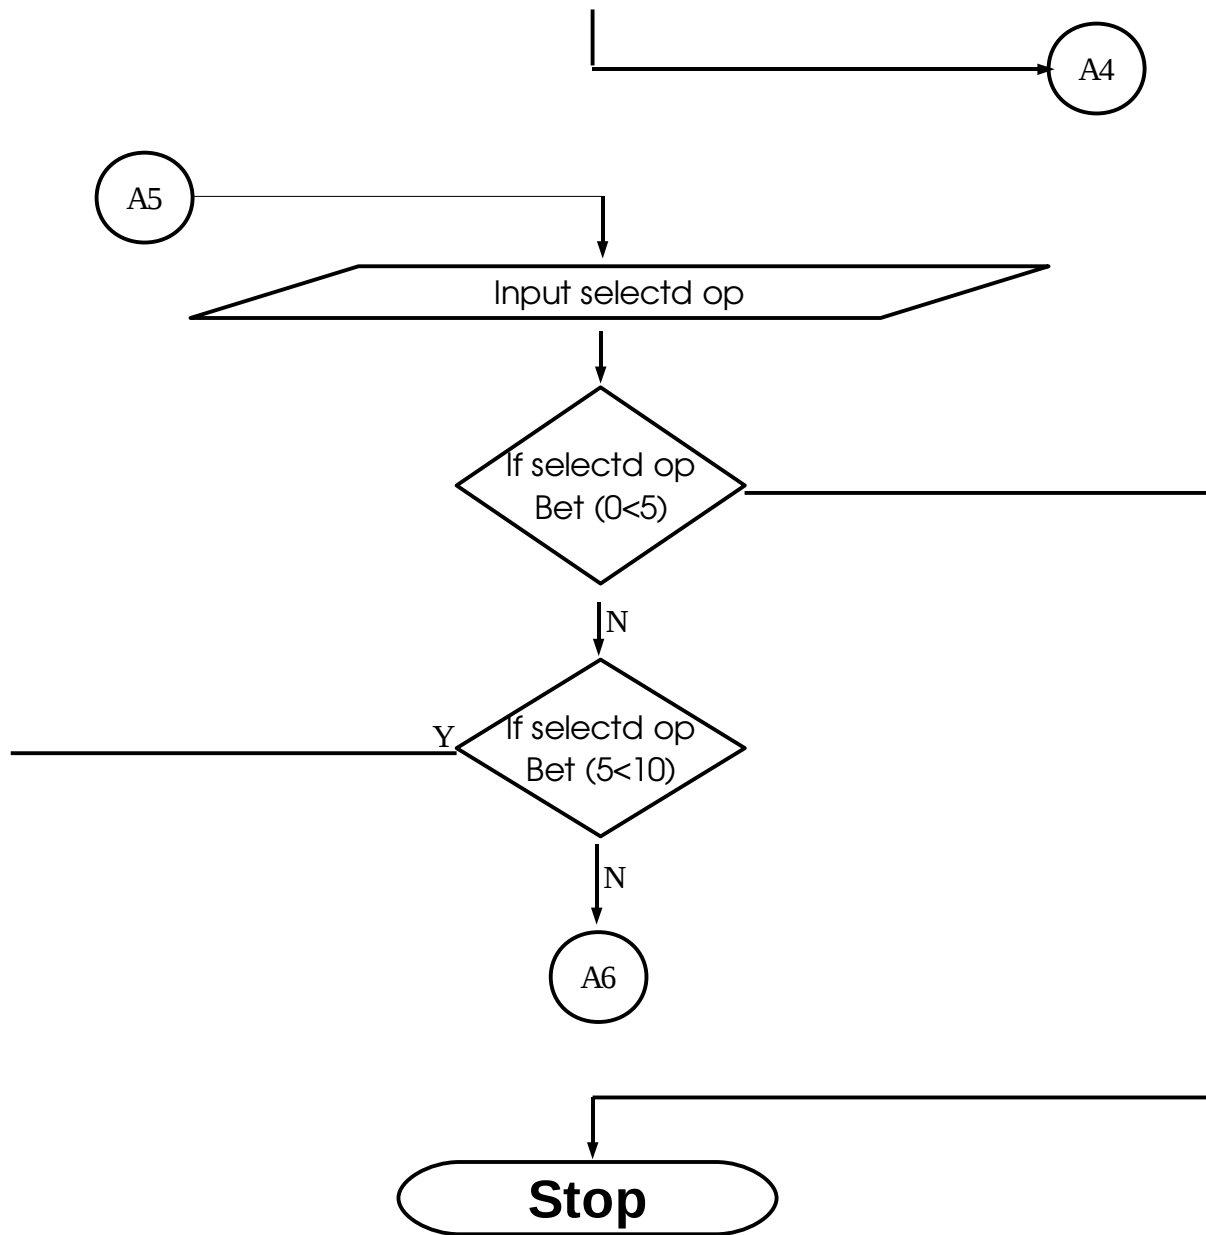 A4
A5
Input selectd op
If selectd op
Bet (0<5)
N
Y
If selectd op
Bet (5<10)
N
A6
Stop